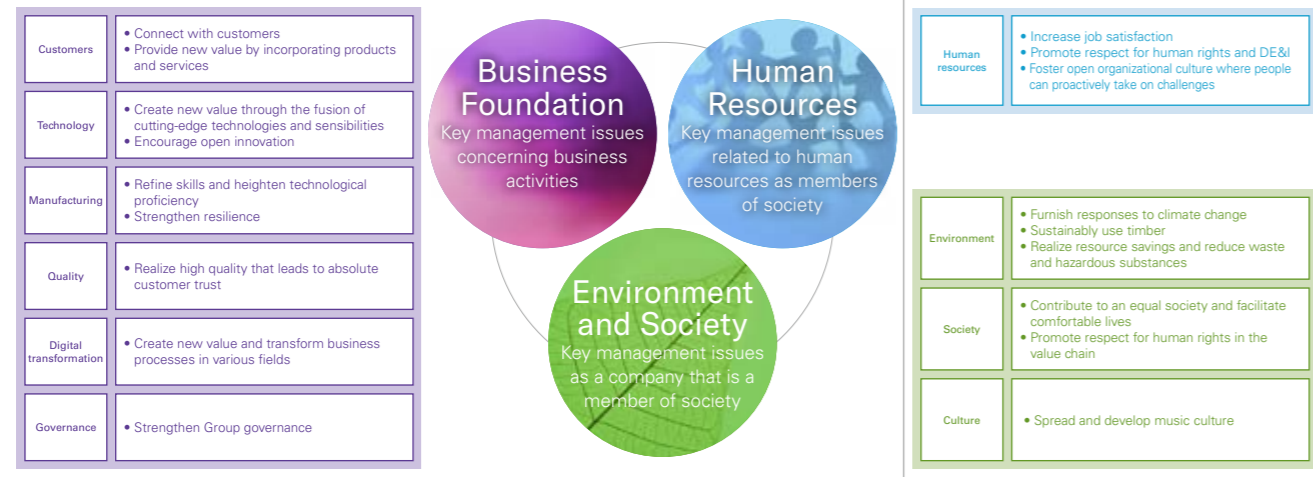 Customers
• Connect with customers
• Provide new value by incorporating products
and services
Technology
• Create new value through the fusion of
cutting-edge technologies and sensibilities
• Encourage open innovation
Manufacturing
• Refine skills and heighten technological
proficiency
• Strengthen resilience
Quality
• Realize high quality that leads to absolute
customer trust
Digital
transformation
• Create new value and transform business
processes in various fields
Governance
• Strengthen Group governance
Business
Foundation
Key management issues
concerning business
activities
Human
Resources
Key management issues
related to human
resources as members
of society
Environment
and Society
Key management issues
as a company that is a
member of society
Human
resources
• Increase job satisfaction
• Promote respect for human rights and DE&I
• Foster open organizational culture where people
can proactively take on challenges
Environment
• Furnish responses to climate change
• Sustainably use timber
• Realize resource savings and reduce waste
and hazardous substances
Society
• Contribute to an equal society and facilitate
comfortable lives
• Promote respect for human rights in the
value chain
Culture
• Spread and develop music culture